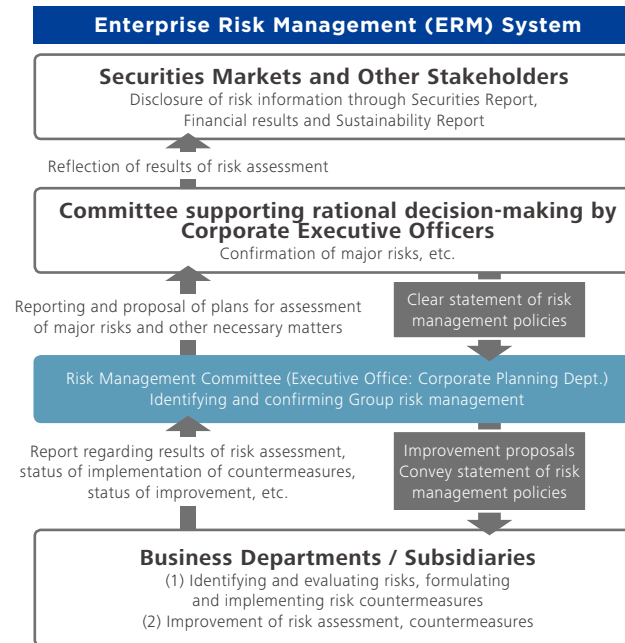 Enterprise Risk Management (ERM) System
Securities Markets and Other Stakeholders
Disclosure of risk information through Securities Report,
Financial results and Sustainability Report
Reflection of results of risk assessment
Committee supporting rational decision-making by
Corporate Executive Officers
Confirmation of major risks, etc.
Reporting and proposal of plans for assessment
of major risks and other necessary matters
Clear statement of risk
management policies
Risk Management Committee (Executive Office: Corporate Planning Dept.)
Identifying and confirming Group risk management
Report regarding results of risk assessment,
status of implementation of countermeasures,
status of improvement, etc.
Improvement proposals
Convey statement of risk
management policies
Business Departments / Subsidiaries
(1) Identifying and evaluating risks, formulating
and implementing risk countermeasures
(2) Improvement of risk assessment, countermeasures